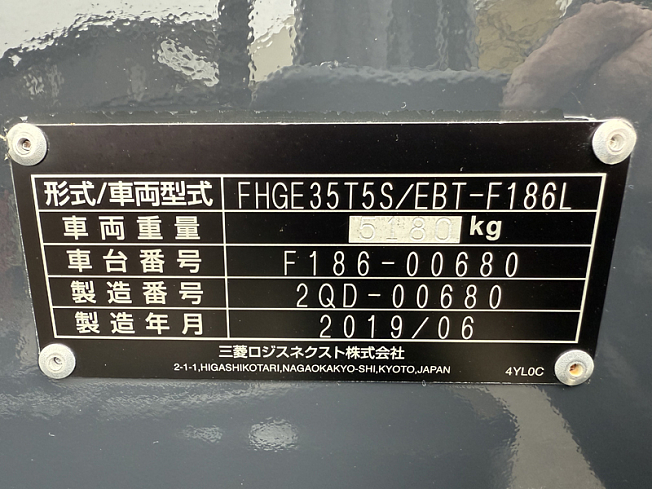 形式/車両型式 FHGE35T5S/EBT-F186L
車両重量 5180 kg
車台番号 F186-00680
製造番号 2QD-00680
製造年月 2019/06
三菱ロジスネクスト株式会社
2-1-1,HIGASHIKOTARI,NAGAOKAKYO-SHI,KYOTO,JAPAN 4YL0C